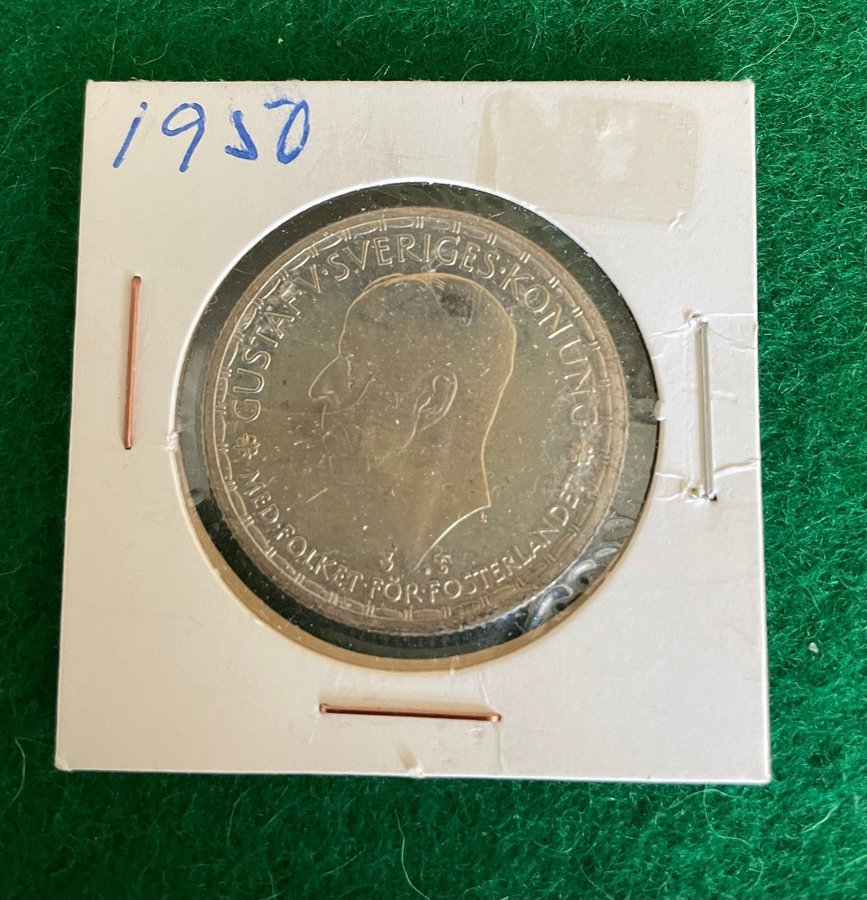 1950
GUSTAF·V·SVERIGES·KONUNG
MED·FOLKET·FÖR·FOSTERLANDET